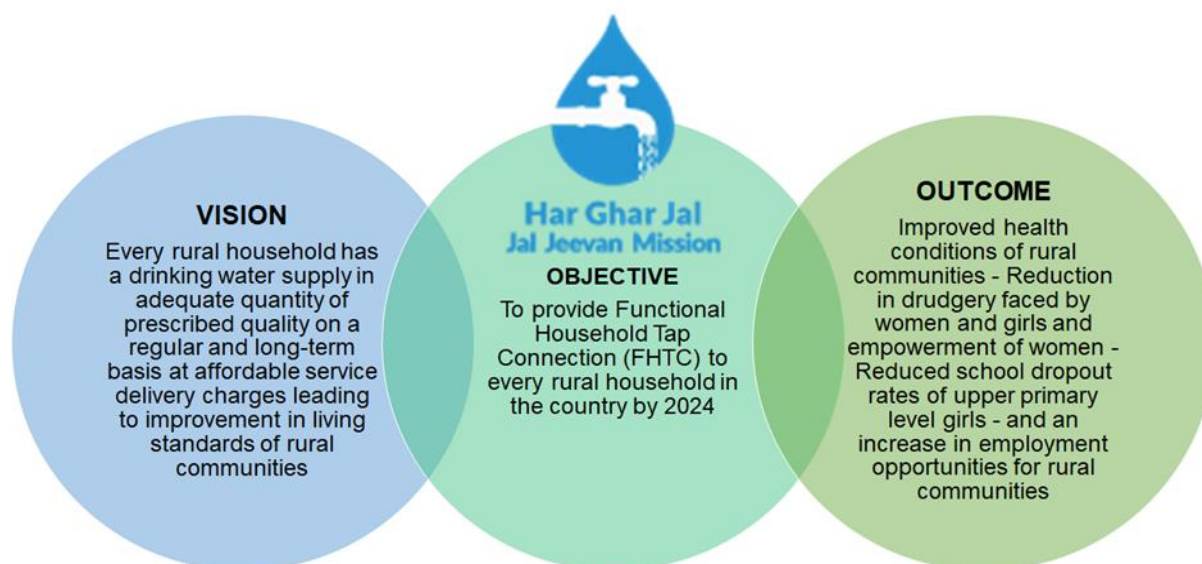 VISION
Every rural household has
a drinking water supply in
adequate quantity of
prescribed quality on a
regular and long-term
basis at affordable service
delivery charges leading
to improvement in living
standards of rural
communities
Har Ghar Jal
Jal Jeevan Mission
OBJECTIVE
To provide Functional
Household Tap
Connection (FHTC) to
every rural household in
the country by 2024
OUTCOME
Improved health
conditions of rural
communities - Reduction
in drudgery faced by
women and girls and
empowerment of women -
Reduced school dropout
rates of upper primary
level girls - and an
increase in employment
opportunities for rural
communities